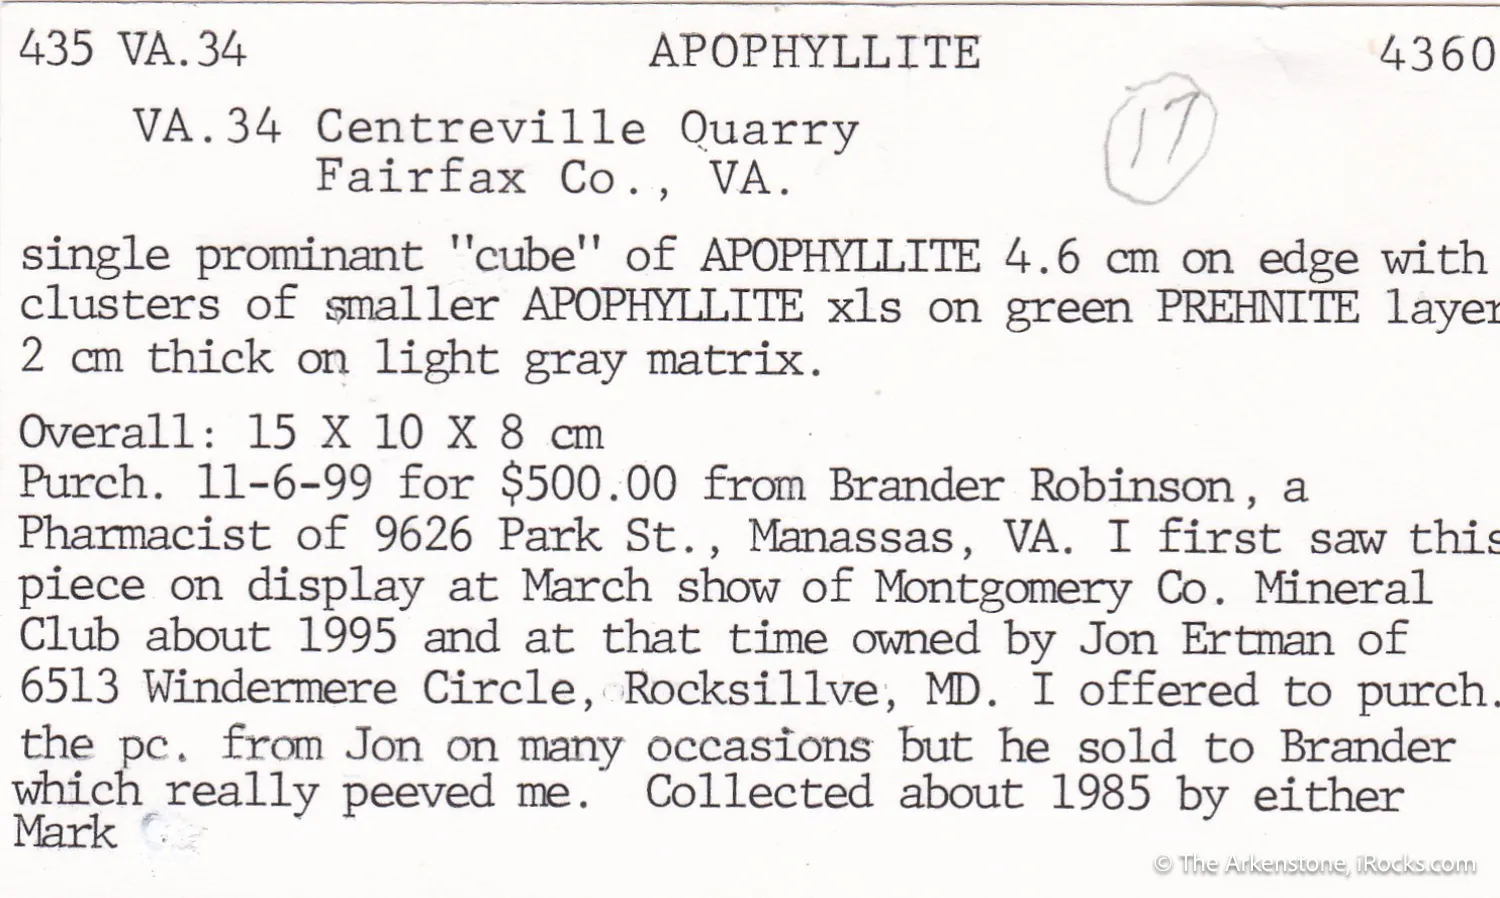 435 VA.34 APOPHYLLITE 4360
17
VA.34 Centreville Quarry
Fairfax Co., VA.
single prominant "cube" of APOPHYLLITE 4.6 cm on edge with
clusters of smaller APOPHYLLITE xls on green PREHNITE layer
2 cm thick on light gray matrix.
Overall: 15 X 10 X 8 cm
Purch. 11-6-99 for $500.00 from Brander Robinson, a
Pharmacist of 9626 Park St., Manassas, VA. I first saw this
piece on display at March show of Montgomery Co. Mineral
Club about 1995 and at that time owned by Jon Ertman of
6513 Windermere Circle, Rocksillve, MD. I offered to purch.
the pc. from Jon on many occasions but he sold to Brander
which really peeved me. Collected about 1985 by either
Mark
© The Arkenstone, iRocks.com